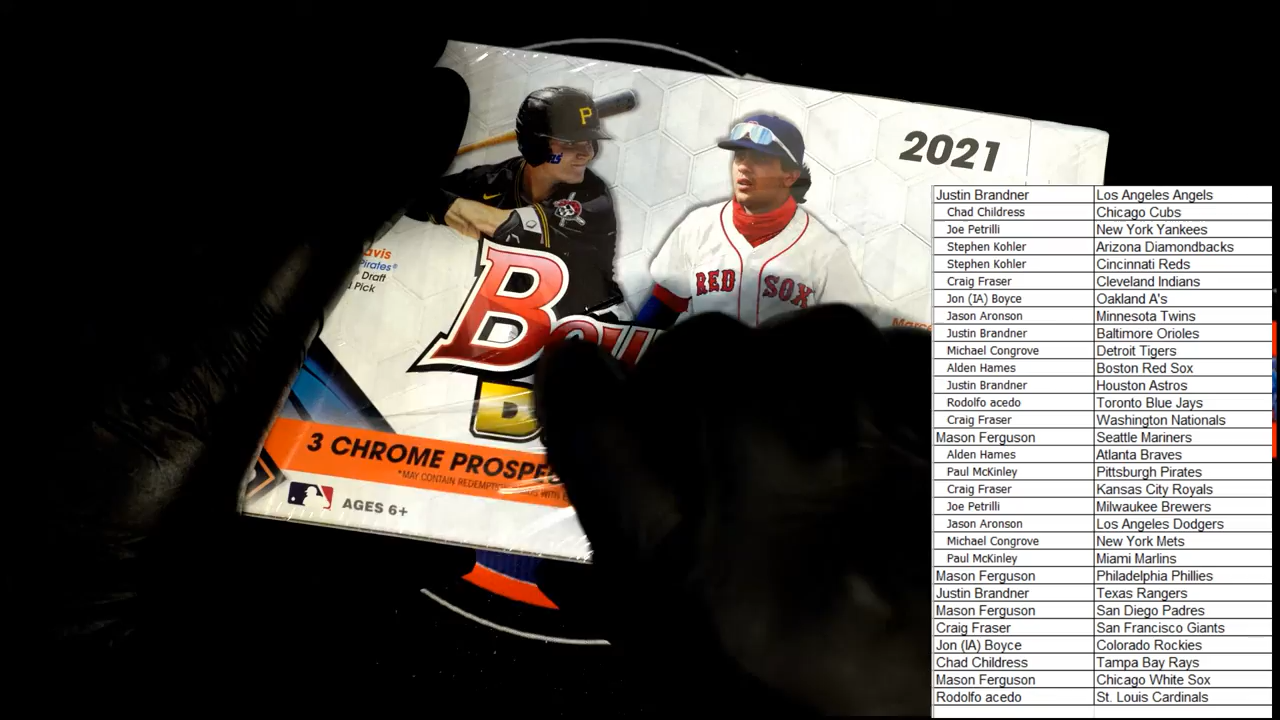 2021
P
RED SOX
avis
Pirates®
Draft
Pick
3 CHROME
*MAY CONTAIN
AGES 6+
Justin Brandner Los Angeles Angels
Chad Childress Chicago Cubs
Joe Petrilli New York Yankees
Stephen Kohler Arizona Diamondbacks
Stephen Kohler Cincinnati Reds
Craig Fraser Cleveland Indians
Jon (IA) Boyce Oakland A's
Jason Aronson Minnesota Twins
Justin Brandner Baltimore Orioles
Michael Congrove Detroit Tigers
Alden Hames Boston Red Sox
Justin Brandner Houston Astros
Rodolfo acedo Toronto Blue Jays
Craig Fraser Washington Nationals
Mason Ferguson Seattle Mariners
Alden Hames Atlanta Braves
Paul McKinley Pittsburgh Pirates
Craig Fraser Kansas City Royals
Joe Petrilli Milwaukee Brewers
Jason Aronson Los Angeles Dodgers
Michael Congrove New York Mets
Paul McKinley Miami Marlins
Mason Ferguson Philadelphia Phillies
Justin Brandner Texas Rangers
Mason Ferguson San Diego Padres
Craig Fraser San Francisco Giants
Jon (IA) Boyce Colorado Rockies
Chad Childress Tampa Bay Rays
Mason Ferguson Chicago White Sox
Rodolfo acedo St. Louis Cardinals